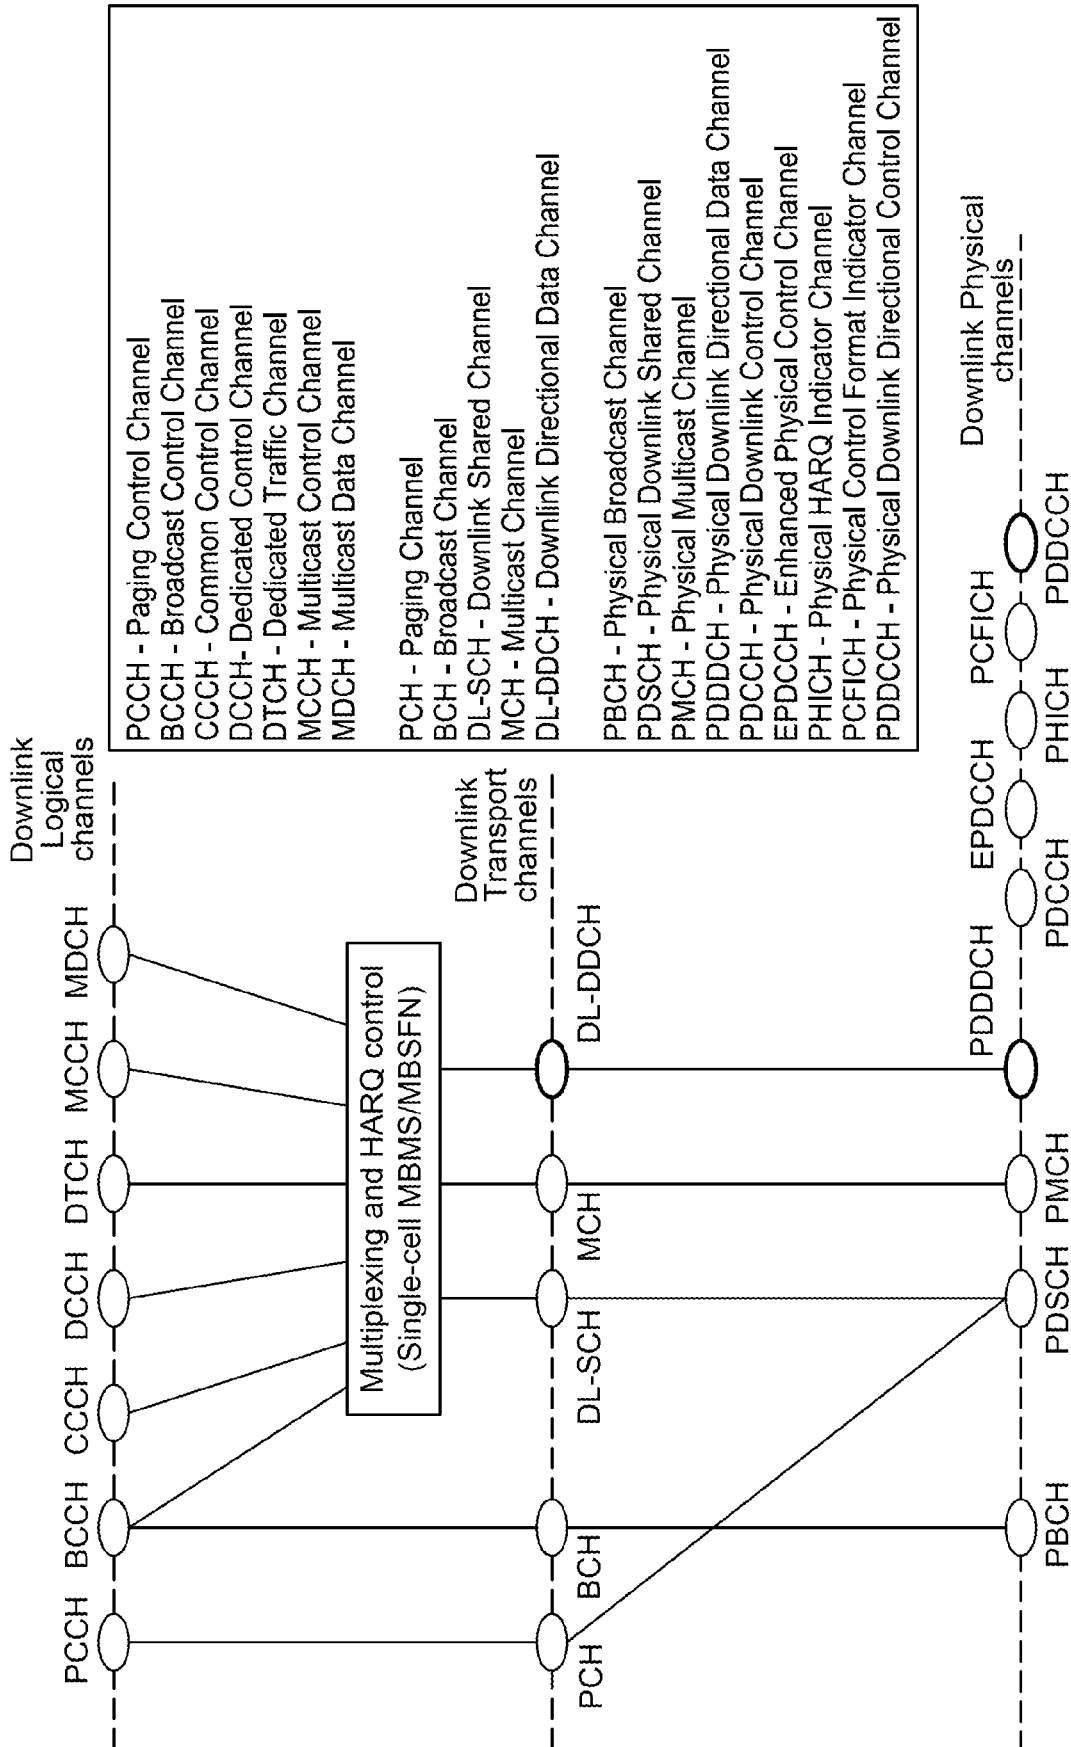 Downlink
Logical
channels
PCCH
BCCH
CCCH
DCCH
DTCH
MCCH
MDCH
Multiplexing and HARQ control
(Single-cell MBMS/MBSFN)
Downlink
Transport
channels
PCH
BCH
DL-SCH
MCH
DL-DDCH
Downlink Physical
channels
PBCH
PDSCH
PMCH
PDDDCH
PDCCH
EPDCCH
PHICH
PCFICH
PDDCCH
PCCH - Paging Control Channel
BCCH - Broadcast Control Channel
CCCH - Common Control Channel
DCCH- Dedicated Control Channel
DTCH - Dedicated Traffic Channel
MCCH - Multicast Control Channel
MDCH - Multicast Data Channel
PCH - Paging Channel
BCH - Broadcast Channel
DL-SCH - Downlink Shared Channel
MCH - Multicast Channel
DL-DDCH - Downlink Directional Data Channel
PBCH - Physical Broadcast Channel
PDSCH - Physical Downlink Shared Channel
PMCH - Physical Multicast Channel
PDDDCH - Physical Downlink Directional Data Channel
PDCCH - Physical Downlink Control Channel
EPDCCH - Enhanced Physical Control Channel
PHICH - Physical HARQ Indicator Channel
PCFICH - Physical Control Format Indicator Channel
PDDCCH - Physical Downlink Directional Control Channel